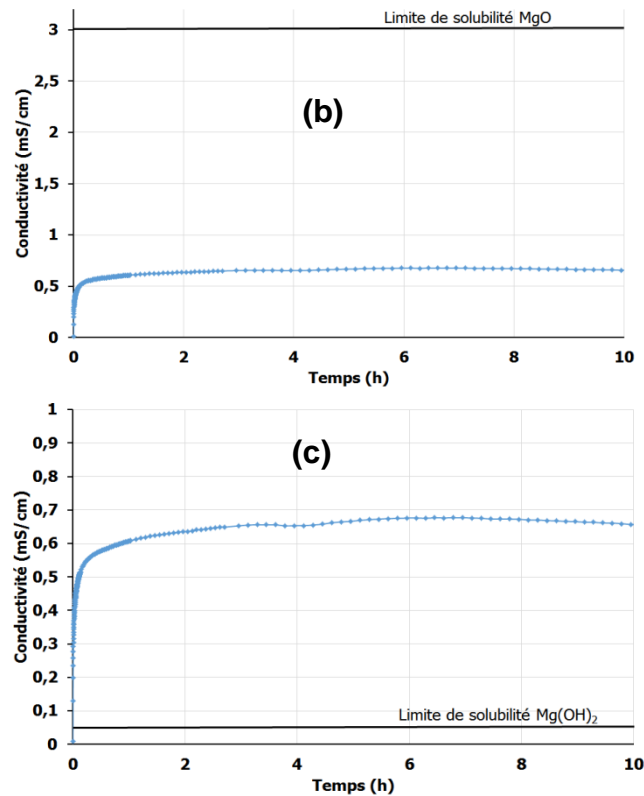 Limite de solubilité MgO
(b)
Conductivité (mS/cm)
3
2,5
2
1,5
1
0,5
0
0 2 4 6 8 10
Temps (h)
(c)
Conductivité (mS/cm)
1
0,9
0,8
0,7
0,6
0,5
0,4
0,3
0,2
0,1
0
Limite de solubilité Mg(OH)₂
0 2 4 6 8 10
Temps (h)